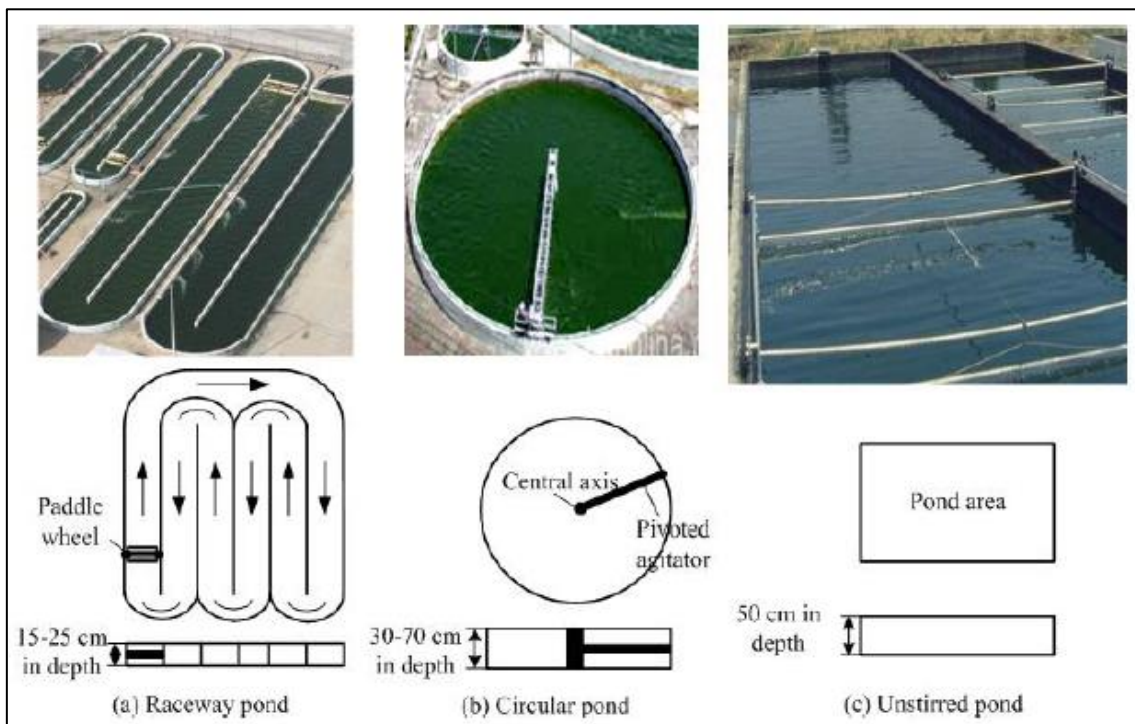 Paddle
wheel
15-25 cm
in depth
(a) Raceway pond
Central axis
Pivoted
agitator
30-70 cm
in depth
(b) Circular pond
Pond area
50 cm in
depth
(c) Unstirred pond